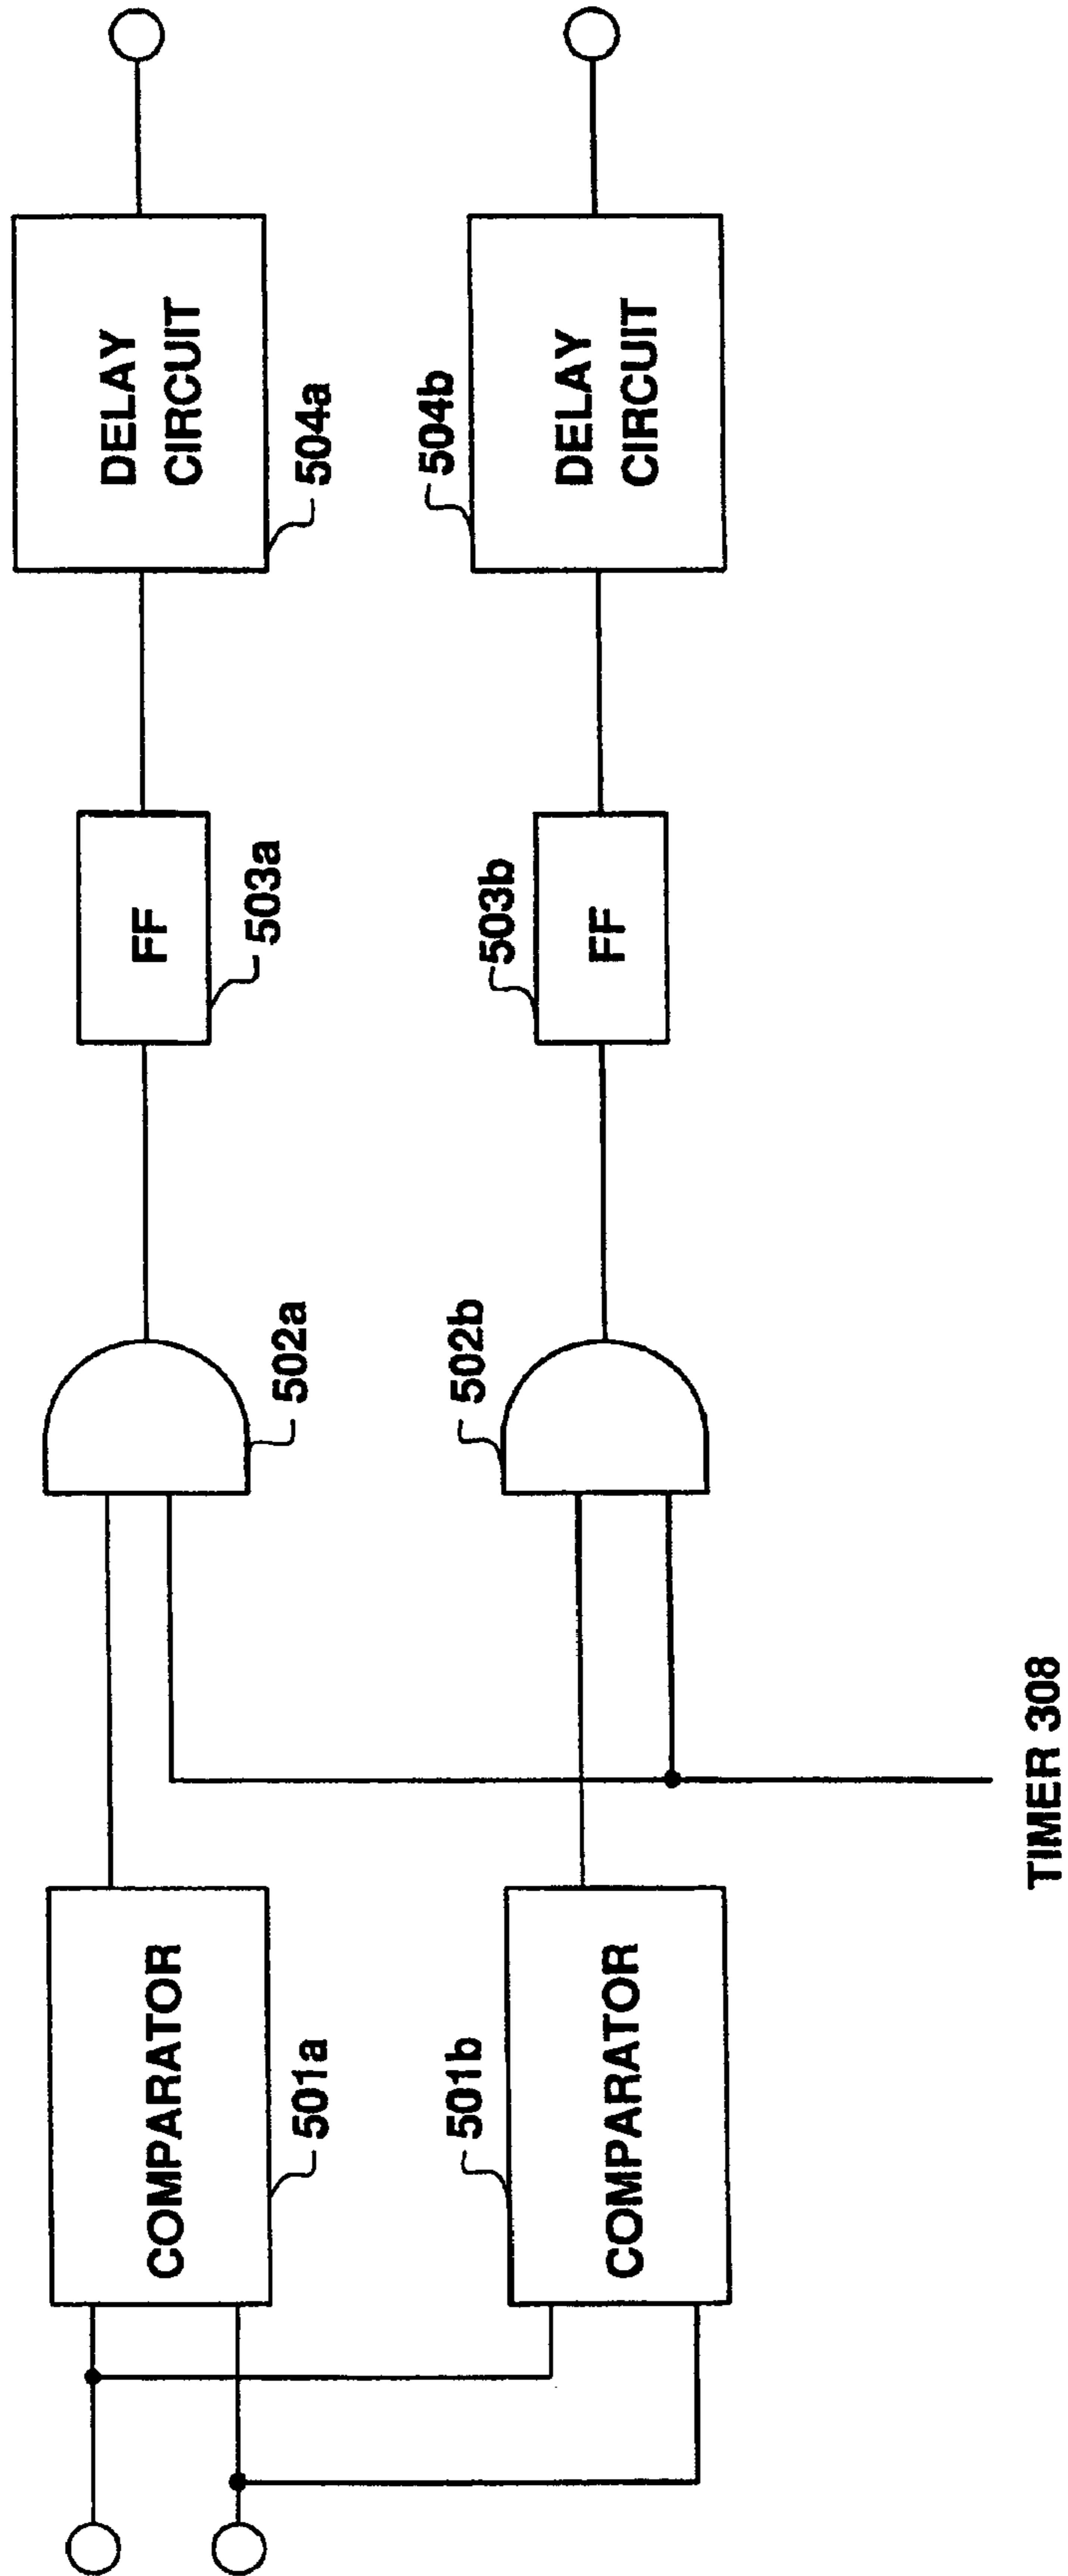 COMPARATOR
501a
502a
FF
503a
DELAY
CIRCUIT
504a
COMPARATOR
501b
502b
FF
503b
DELAY
CIRCUIT
504b
TIMER 308